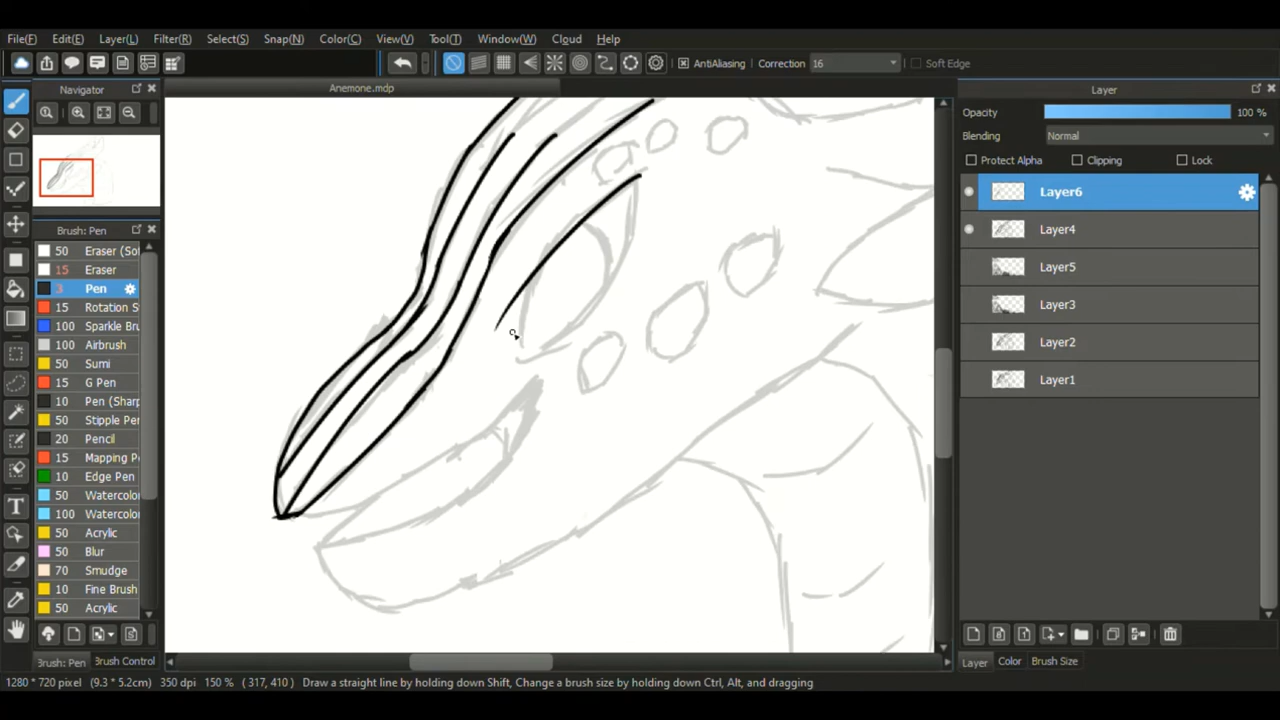 File(F) Edit(E) Layer(L) Filter(R) Select(S) Snap(N) Color(C) View(V) Tool(T) Window(W) Cloud Help
AntiAliasing Correction 16 Soft Edge
Navigator
Anemone.mdp
Layer
Opacity 100 %
Blending Normal
Protect Alpha Clipping Lock
Layer6
Layer4
Layer5
Layer3
Layer2
Layer1
Brush: Pen
50 Eraser (Sof
15 Eraser
3 Pen
15 Rotation S
100 Sparkle Bru
100 Airbrush
50 Sumi
15 G Pen
10 Pen (Sharp
50 Stipple Pen
20 Pencil
15 Mapping P
10 Edge Pen
50 Watercolor
100 Watercolor
50 Acrylic
50 Blur
70 Smudge
10 Fine Brush
50 Acrylic
Brush: Pen Brush Control
Layer Color Brush Size
1280 * 720 pixel (9.3 * 5.2cm) 350 dpi 150 % ( 317, 410 ) Draw a straight line by holding down Shift, Change a brush size by holding down Ctrl, Alt, and dragging